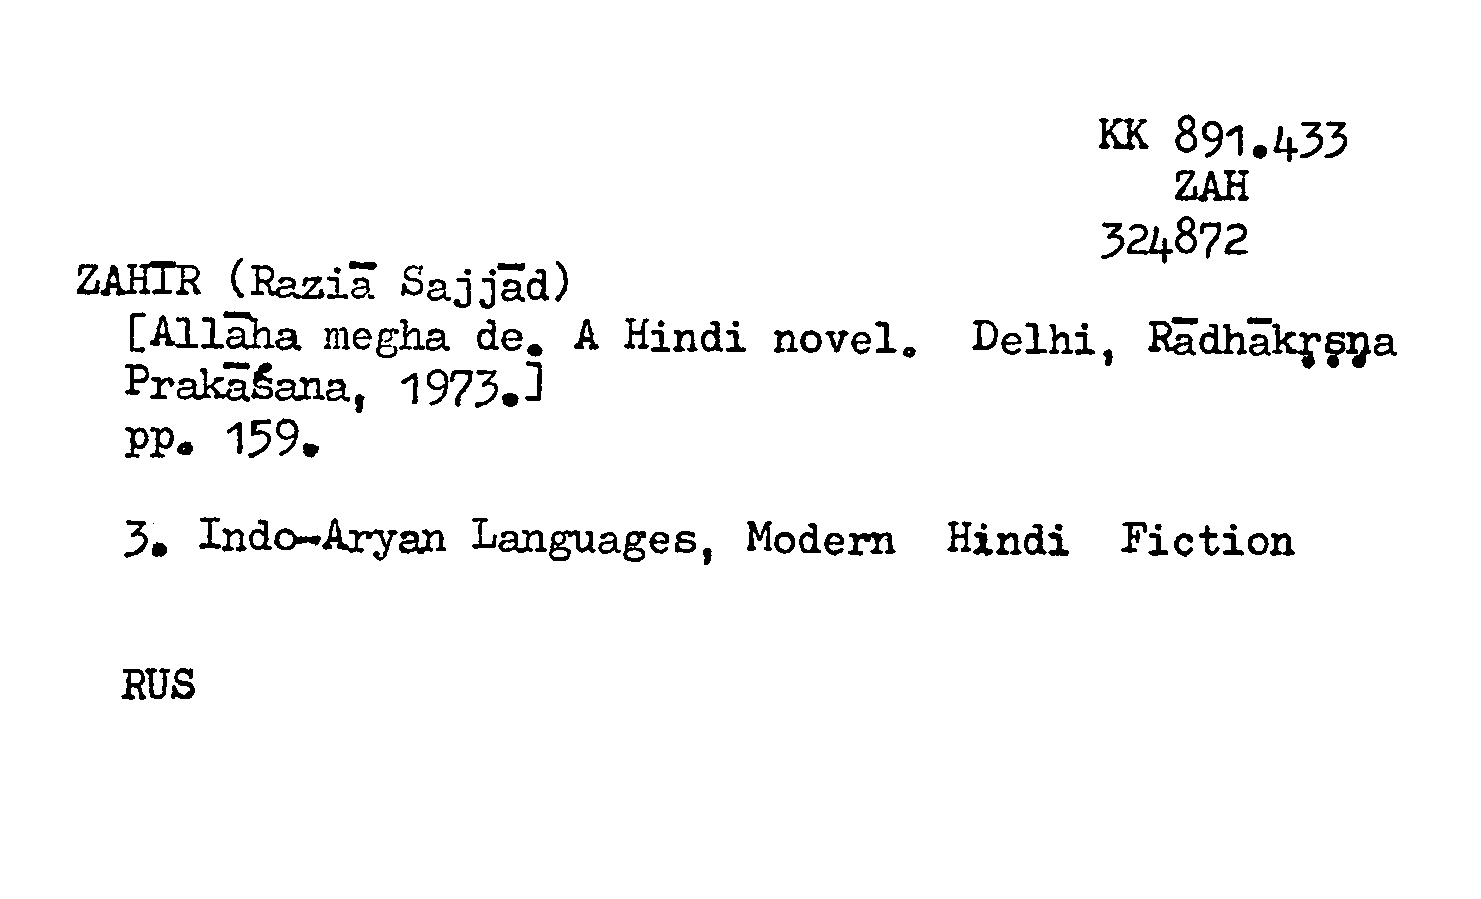 KK 891.433
ZAH
324872
ZAHĪR (Raziā Sajjād)
[Allāha megha de. A Hindi novel. Delhi, Rādhākṛṣṇa
Prakāśana, 1973.]
pp. 159.
3. Indo-Aryan Languages, Modern Hindi Fiction
RUS